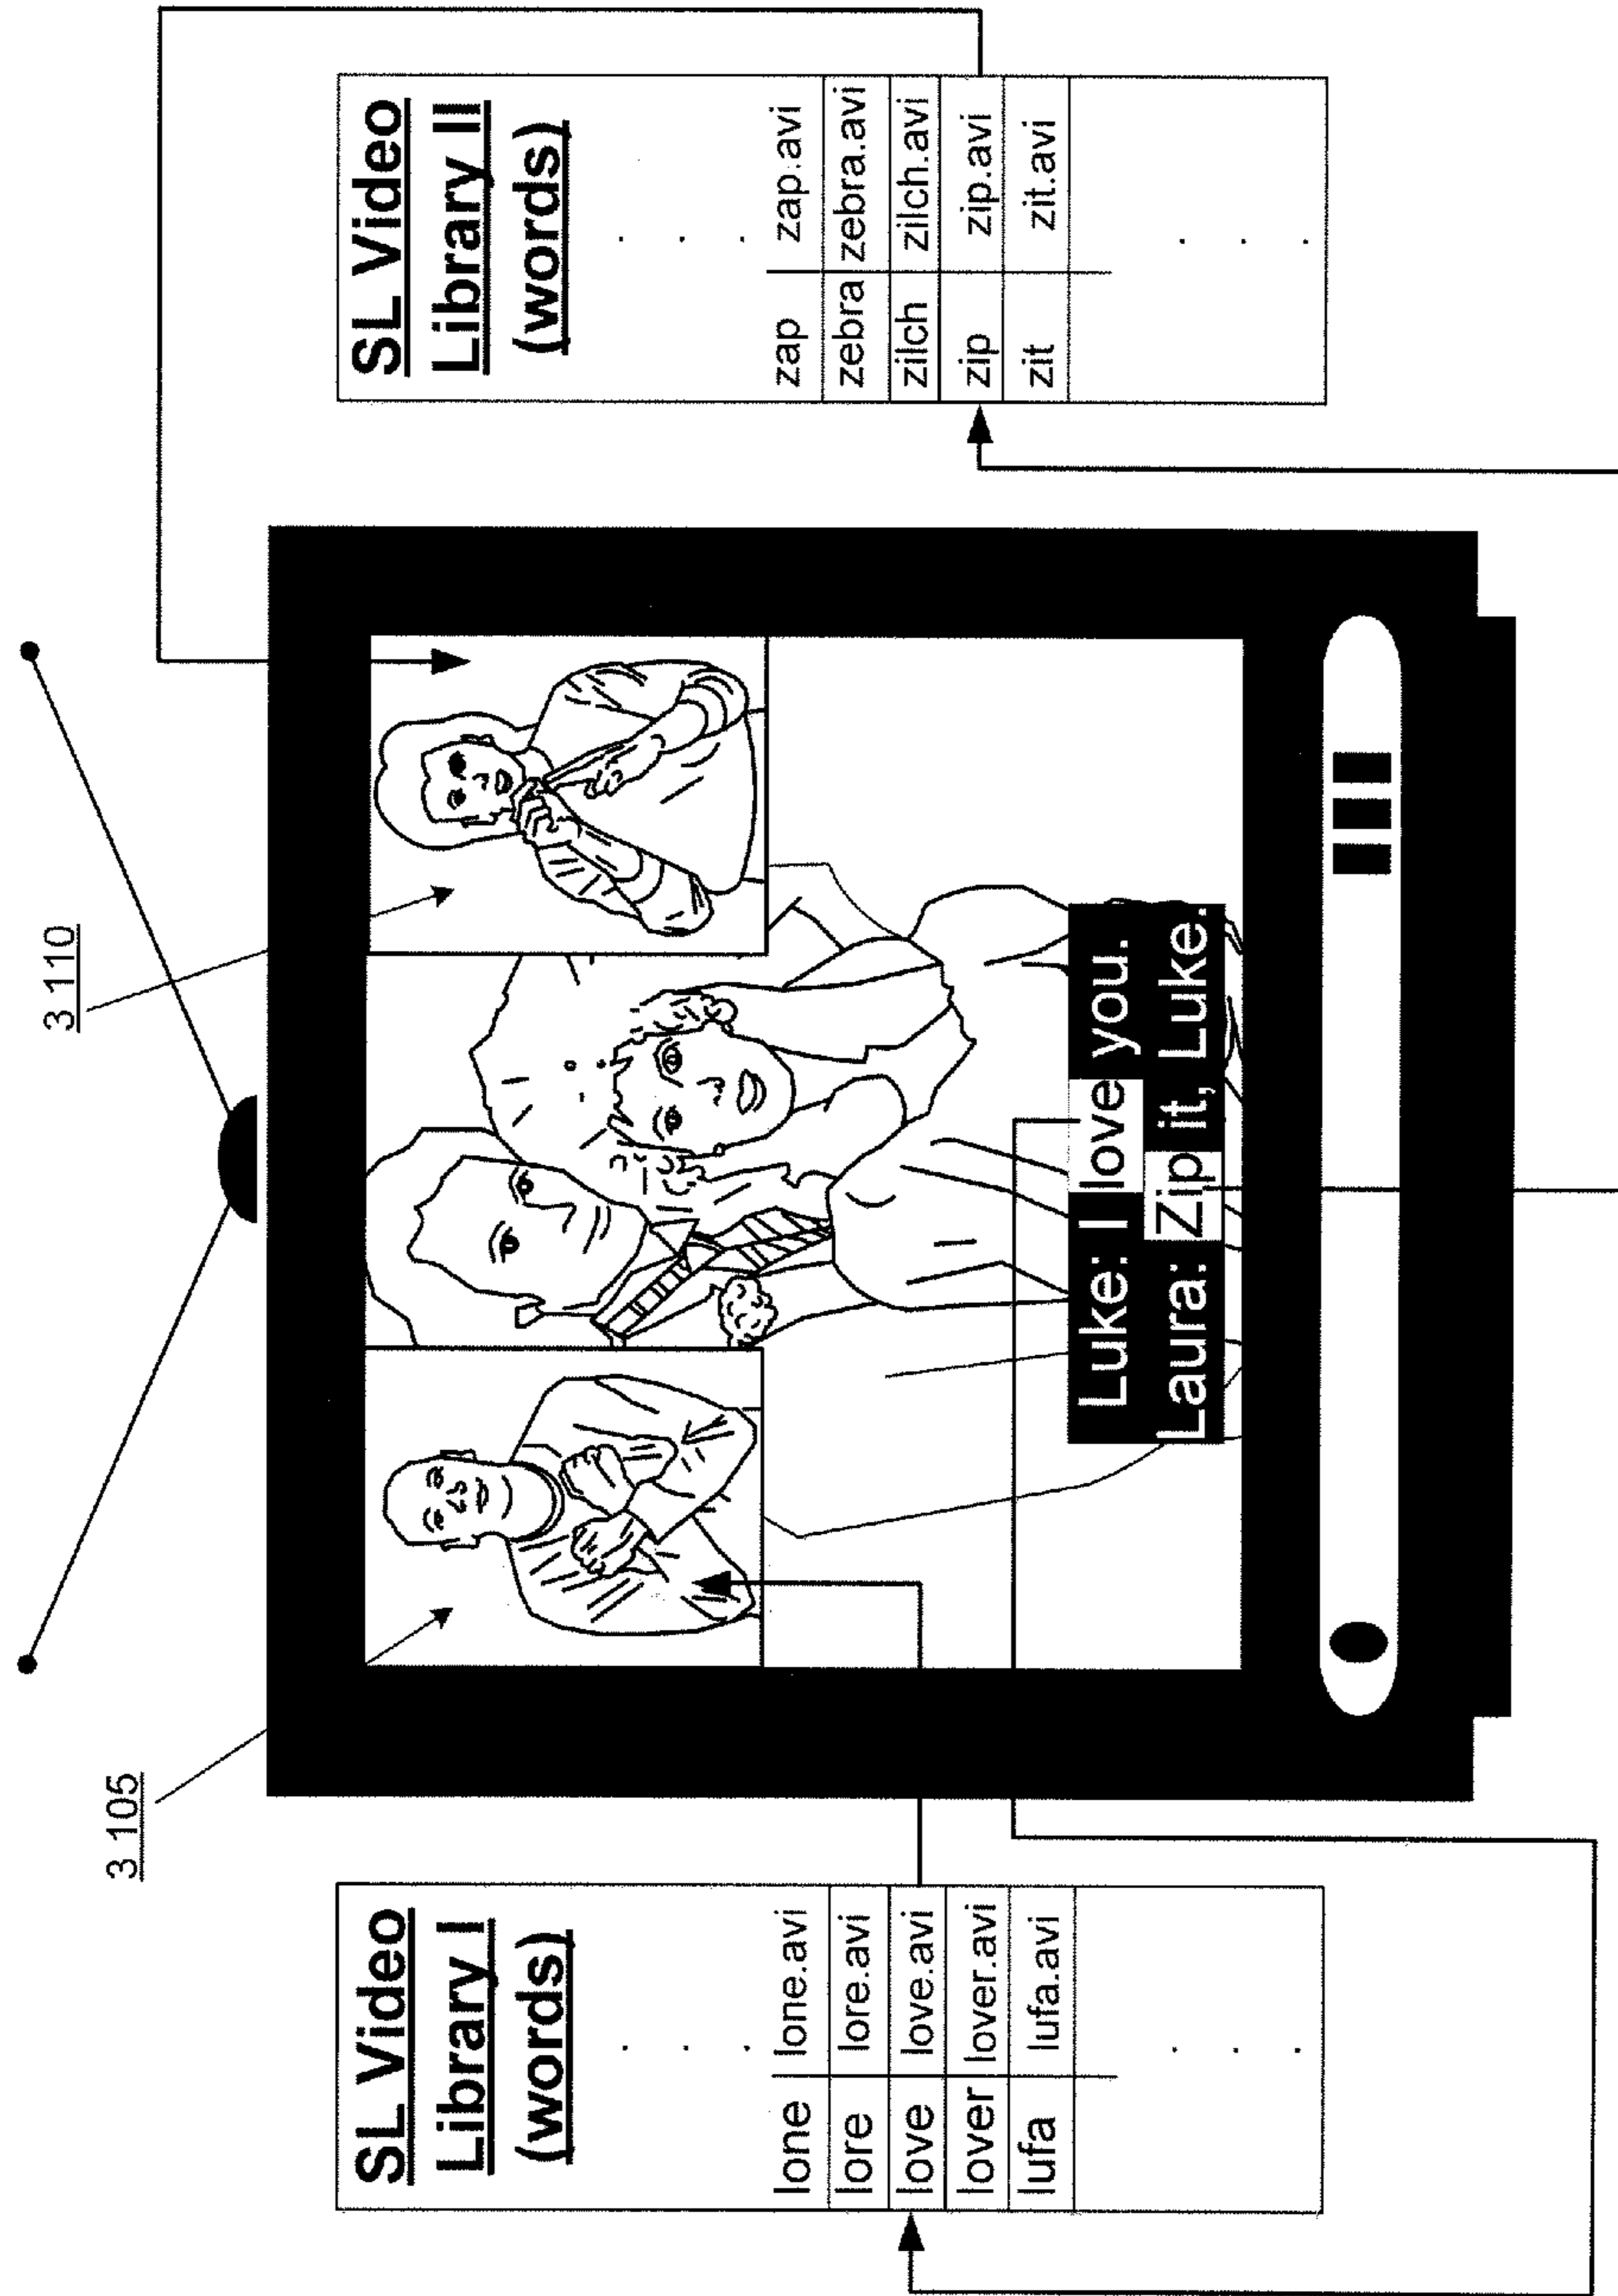 3 105
3 110
SL Video
Library I
(words)
. . .
lone lone.avi
lore lore.avi
love love.avi
lover lover.avi
lufa lufa.avi
. . .
Luke: I love you.
Laura: Zip it, Luke.
SL Video
Library II
(words)
. . .
zap zap.avi
zebra zebra.avi
zilch zilch.avi
zip zip.avi
zit zit.avi
. . .